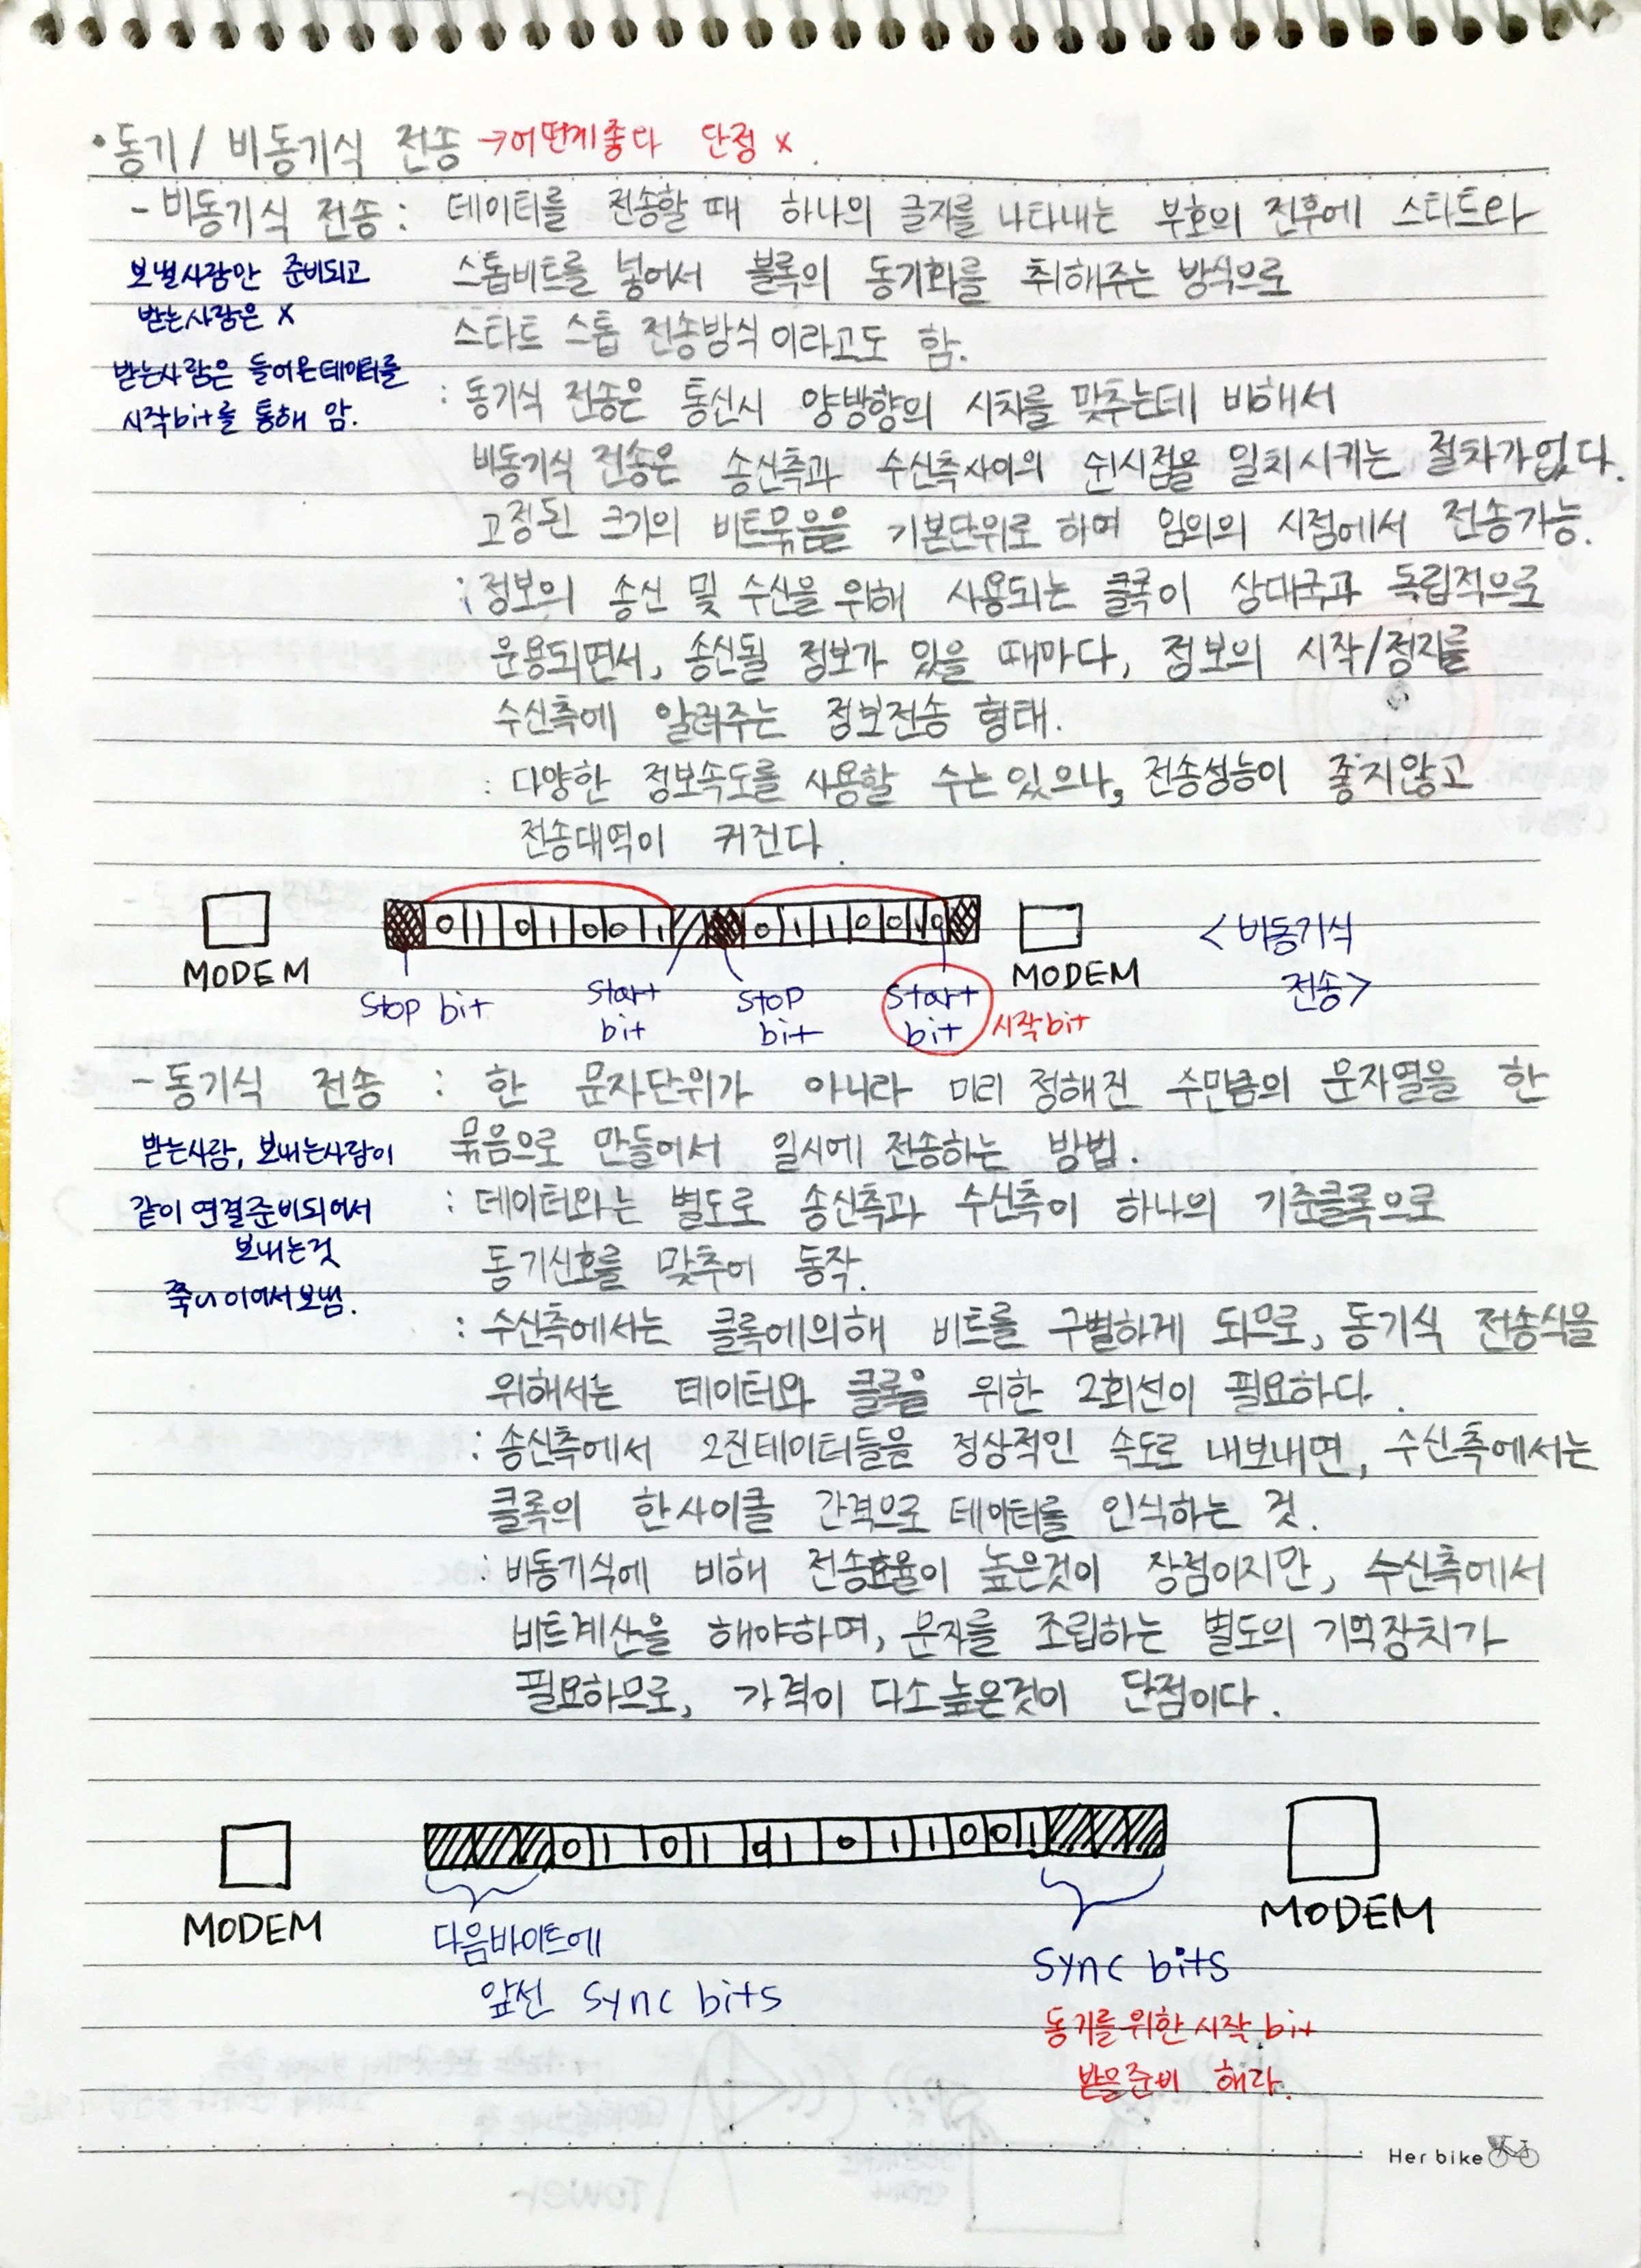 • 동기 / 비동기식 전송 →어떤게좋다 단점 x.
- 비동기식 전송 : 데이터를 전송할 때 하나의 글자를 나타내는 부호의 전후에 스타트와
스톱비트를 넣어서 블록의 동기화를 취해주는 방식으로
스타트 스톱 전송방식 이라고도 함.
보낼사람만 준비되고
받는사람은 x
받는사람은 들어온데이터를
시작bit를 통해 암.
: 동기식 전송은 통신시 양방향의 시차를 맞추는데 비해서
비동기식 전송은 송신측과 수신측사이의 시점을 일치시키는 절차가없다.
고정된 크기의 비트묶음을 기본단위로 하여 임의의 시점에서 전송가능.
: 정보의 송신 및 수신을 위해 사용되는 클록이 상대국과 독립적으로
운용되면서, 송신될 정보가 있을 때마다, 정보의 시작/정지를
수신측에 알려주는 정보전송 형태.
: 다양한 정보속도를 사용할 수는있으나, 전송성능이 좋지않고
전송대역이 커진다.
0 1 0 1 0 0 1 0 1 1 0 0 1 0
MODEM
MODEM
<비동기식
전송>
Stop bit
Start
bit
Stop
bit
Start
bit
시작bit
- 동기식 전송 : 한 문자단위가 아니라 미리 정해진 수만큼의 문자열을 한
묶음으로 만들어서 일시에 전송하는 방법.
받는사람, 보내는사람이
같이 연결준비되어서
보내는것
죽 이어서보냄.
: 데이터와는 별도로 송신측과 수신측이 하나의 기준클록으로
동기신호를 맞추어 동작.
: 수신측에서는 클록에의해 비트를 구별하게 되므로, 동기식 전송식을
위해서는 데이터와 클록을 위한 2회선이 필요하다.
: 송신측에서 2진데이터들을 정상적인 속도로 내보내면, 수신측에서는
클록의 한사이클 간격으로 데이터를 인식하는 것.
: 비동기식에 비해 전송효율이 높은것이 장점이지만, 수신측에서
비트계산을 해야하며, 문자를 조립하는 별도의 기억장치가
필요하므로, 가격이 다소높은것이 단점이다.
0 1 0 1 0 1 0 1 1 0 0 1
MODEM
MODEM
다음바이트에
앞선 sync bits
sync bits
동기를 위한 시작 bit
받을준비 해라.
Her bike